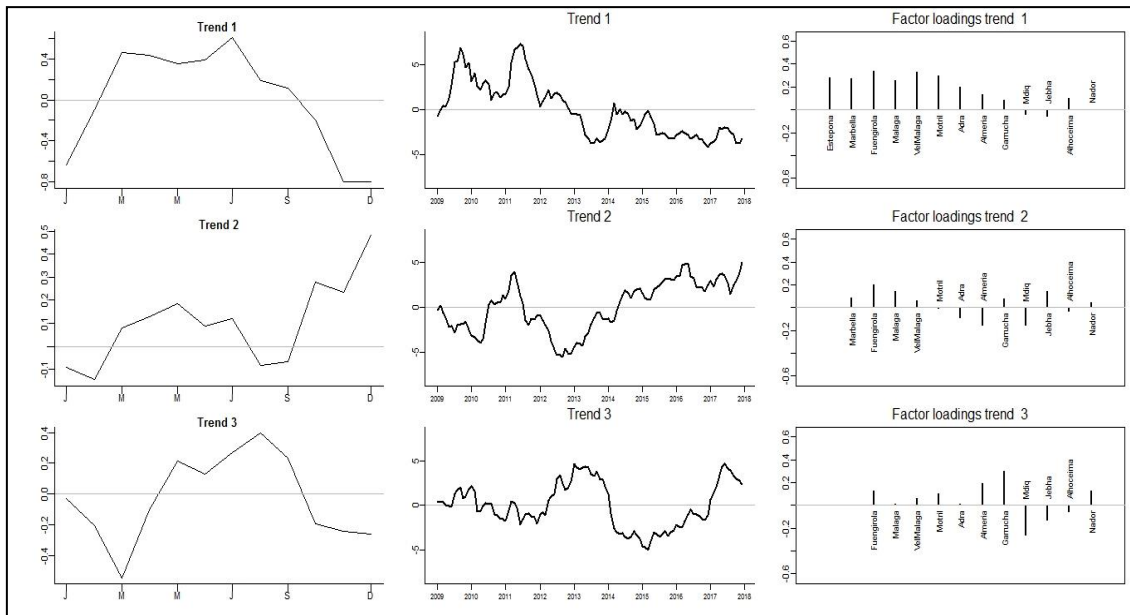 Trend 1
0.4
0.0
-0.4
-0.8
J M M J S D
Trend 1
5
0
-5
2009 2010 2011 2012 2013 2014 2015 2016 2017 2018
Factor loadings trend 1
0.6
0.4
0.2
-0.2
-0.6
Estepona Marbella Fuengirola Malaga VelMalaga Motril Adra Almeria Garrucha Mdiq Jebha Alhoceima Nador
Trend 2
0.5
0.4
0.3
0.2
0.1
-0.1
J M M J S D
Trend 2
5
0
-5
2009 2010 2011 2012 2013 2014 2015 2016 2017 2018
Factor loadings trend 2
0.6
0.4
0.2
-0.2
-0.6
Marbella Fuengirola Malaga VelMalaga Motril Adra Almeria Garrucha Mdiq Jebha Alhoceima Nador
Trend 3
0.4
0.2
0.0
-0.2
-0.4
J M M J S D
Trend 3
5
0
-5
2009 2010 2011 2012 2013 2014 2015 2016 2017 2018
Factor loadings trend 3
0.6
0.4
0.2
-0.2
-0.6
Fuengirola Malaga VelMalaga Motril Adra Almeria Garrucha Mdiq Jebha Alhoceima Nador